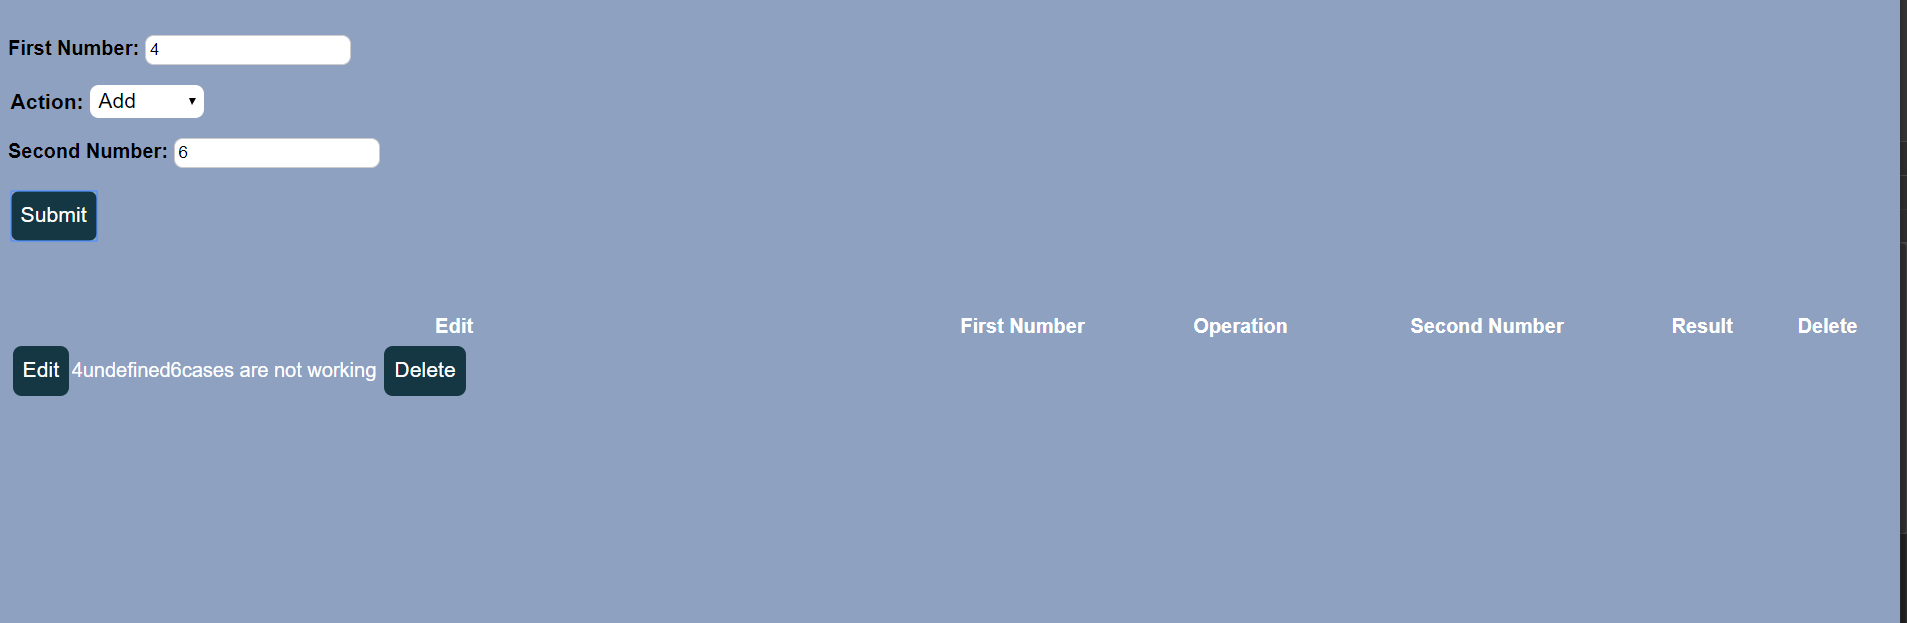 First Number: 4
Action: Add
Second Number: 6
Submit
Edit First Number Operation Second Number Result Delete
Edit 4undefined6cases are not working Delete